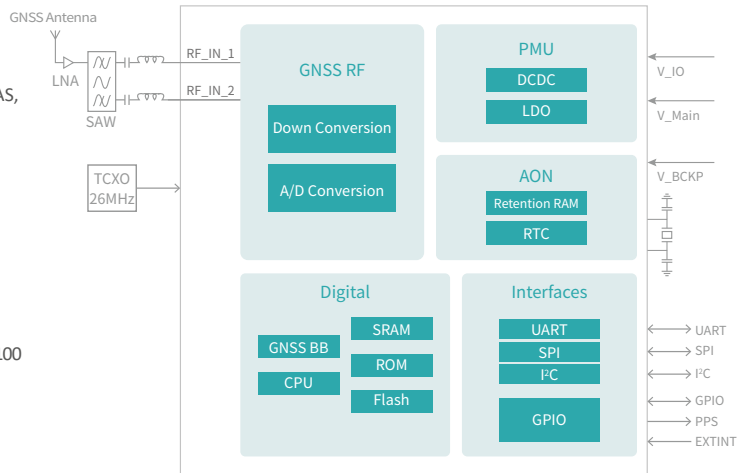 GNSS Antenna
LNA
SAW
RF_IN_1
RF_IN_2
AS,
TCXO
26MHz
100
GNSS RF
Down Conversion
A/D Conversion
PMU
DCDC
LDO
AON
Retention RAM
RTC
V_IO
V_Main
V_BCKP
Digital
GNSS BB
CPU
SRAM
ROM
Flash
Interfaces
UART
SPI
I²C
GPIO
UART
SPI
I²C
GPIO
PPS
EXTINT